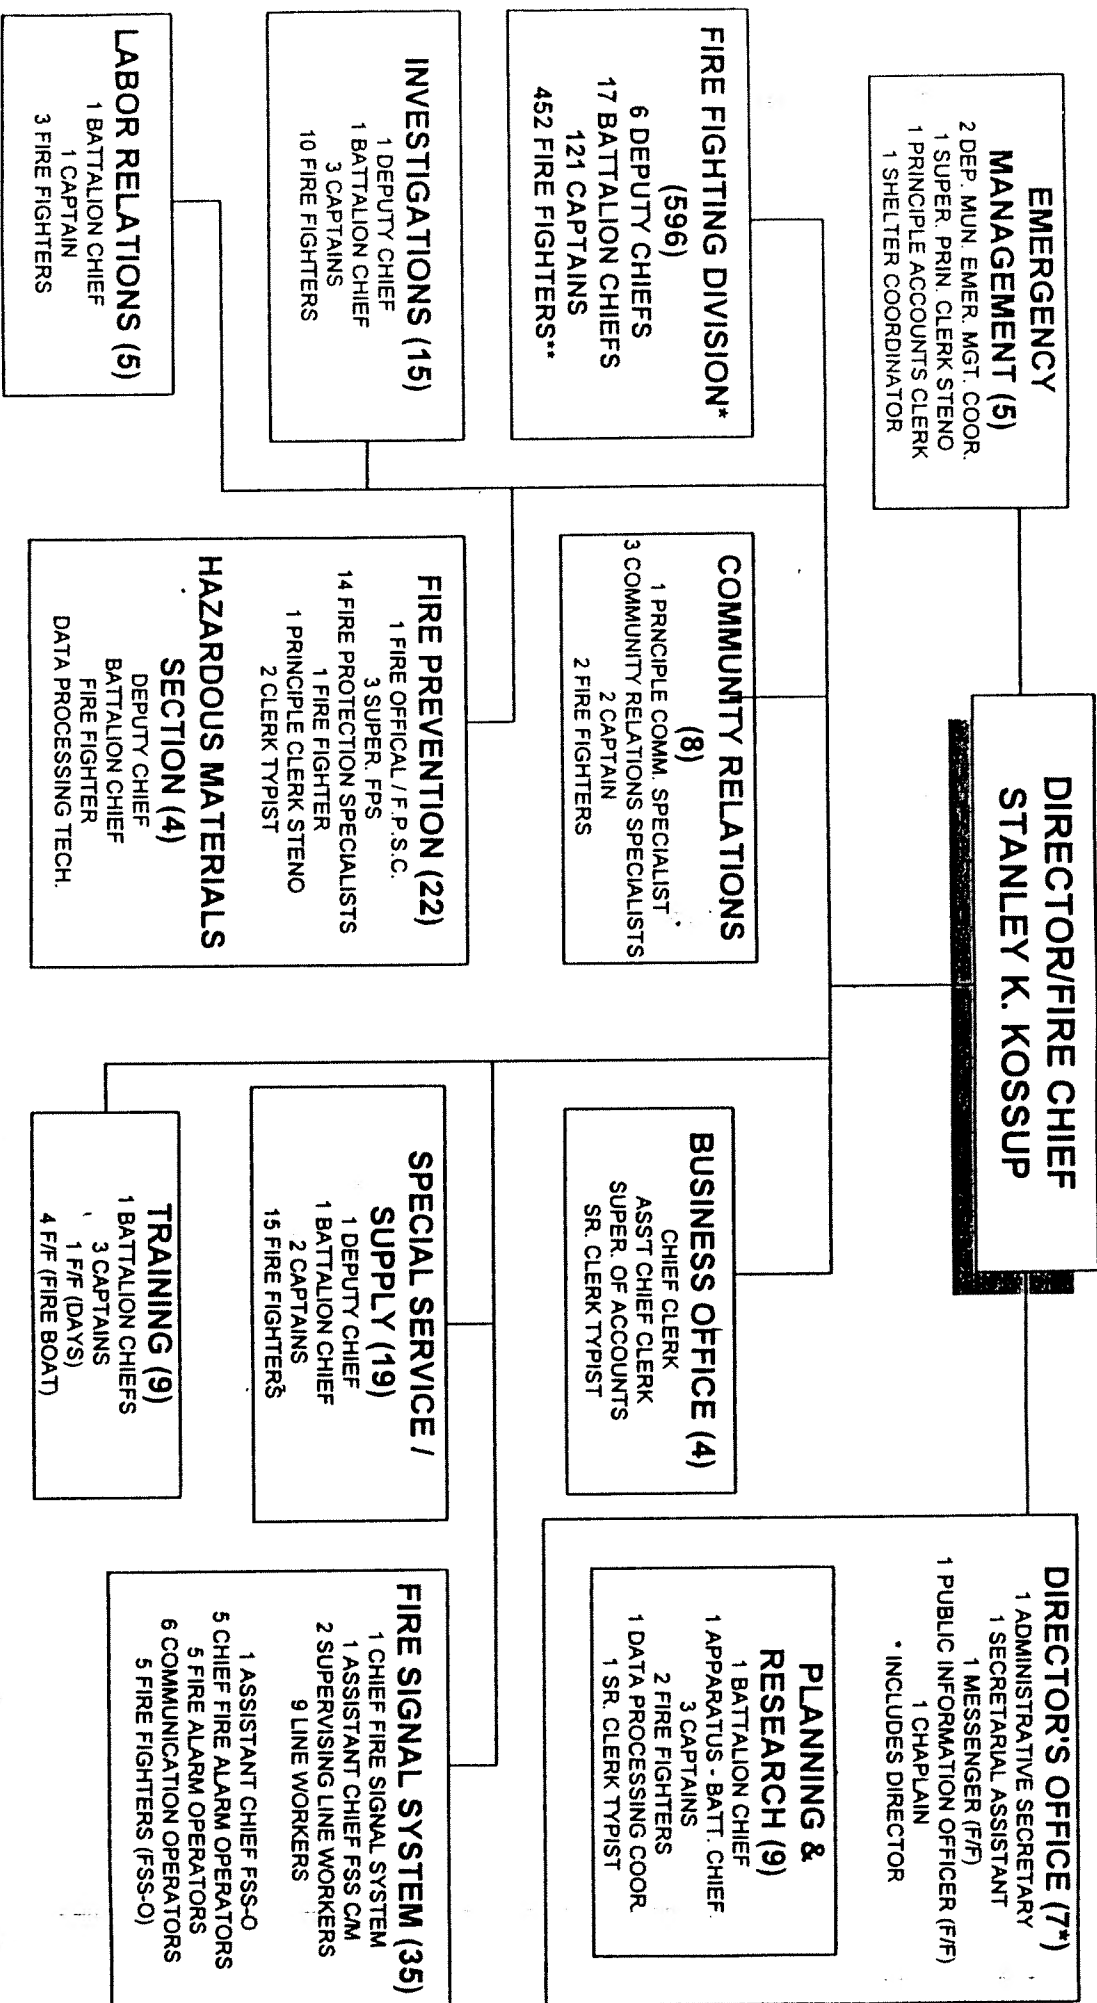 DIRECTOR/FIRE CHIEF
STANLEY K. KOSSUP
EMERGENCY
MANAGEMENT (5)
2 DEP. MUN. EMER. MGT. COOR.
1 SUPER. PRIN. CLERK STENO
1 PRINCIPLE ACCOUNTS CLERK
1 SHELTER COORDINATOR
DIRECTOR'S OFFICE (7*)
1 ADMINISTRATIVE SECRETARY
1 SECRETARIAL ASSISTANT
1 MESSENGER (F/F)
1 PUBLIC INFORMATION OFFICER (F/F)
1 CHAPLAIN
* INCLUDES DIRECTOR
PLANNING &
RESEARCH (9)
1 BATTALION CHIEF
1 APPARATUS - BATT. CHIEF
3 CAPTAINS
2 FIRE FIGHTERS
1 DATA PROCESSING COOR.
1 SR. CLERK TYPIST
FIRE FIGHTING DIVISION*
(596)
6 DEPUTY CHIEFS
17 BATTALION CHIEFS
121 CAPTAINS
452 FIRE FIGHTERS**
COMMUNITY RELATIONS
(8)
1 PRNCIPLE COMM. SPECIALIST
3 COMMUNITY RELATIONS SPECIALISTS
2 CAPTAIN
2 FIRE FIGHTERS
BUSINESS OFFICE (4)
CHIEF CLERK
ASS'T CHIEF CLERK
SUPER. OF ACCOUNTS
SR. CLERK TYPIST
INVESTIGATIONS (15)
1 DEPUTY CHIEF
1 BATTALION CHIEF
3 CAPTAINS
10 FIRE FIGHTERS
FIRE PREVENTION (22)
1 FIRE OFFICAL / F.P.S.C.
3 SUPER. FPS
14 FIRE PROTECTION SPECIALISTS
1 FIRE FIGHTER
1 PRINCIPLE CLERK STENO
2 CLERK TYPIST
HAZARDOUS MATERIALS
SECTION (4)
DEPUTY CHIEF
BATTALION CHIEF
FIRE FIGHTER
DATA PROCESSING TECH.
SPECIAL SERVICE /
SUPPLY (19)
1 DEPUTY CHIEF
1 BATTALION CHIEF
2 CAPTAINS
15 FIRE FIGHTERS
FIRE SIGNAL SYSTEM (35)
1 CHIEF FIRE SIGNAL SYSTEM
1 ASSISTANT CHIEF FSS C/M
2 SUPERVISING LINE WORKERS
9 LINE WORKERS
1 ASSISTANT CHIEF FSS-O
5 CHIEF FIRE ALARM OPERATORS
5 FIRE ALARM OPERATORS
6 COMMUNICATION OPERATORS
5 FIRE FIGHTERS (FSS-O)
LABOR RELATIONS (5)
1 BATTALION CHIEF
1 CAPTAIN
3 FIRE FIGHTERS
TRAINING (9)
1 BATTALION CHIEFS
3 CAPTAINS
1 F/F (DAYS)
4 F/F (FIRE BOAT)